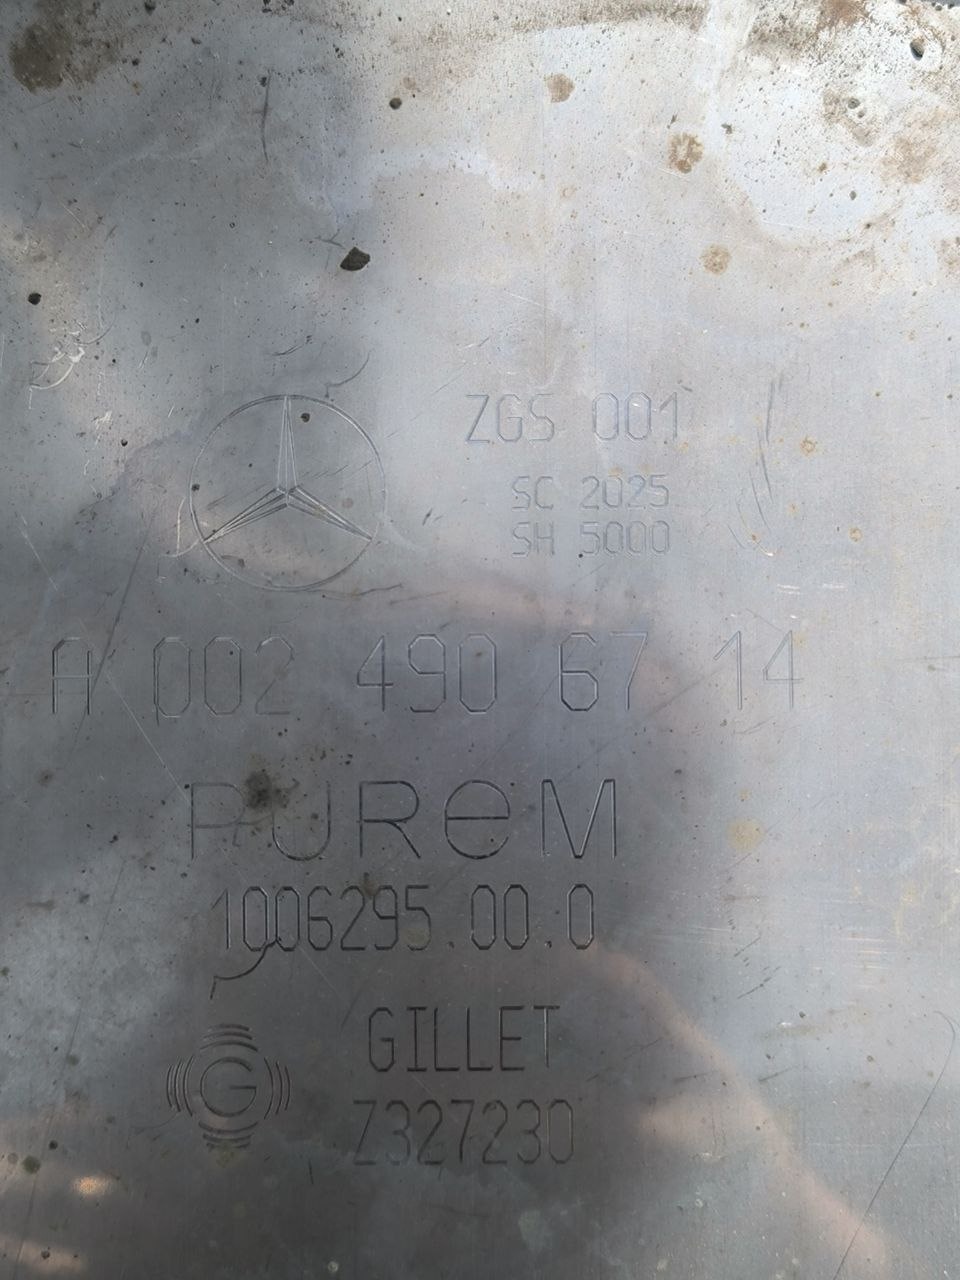 ZGS 001
SC 2025
SH 5000
A 002 490 67 14
PUReM
1006295.00.0
GILLET
G
Z327230